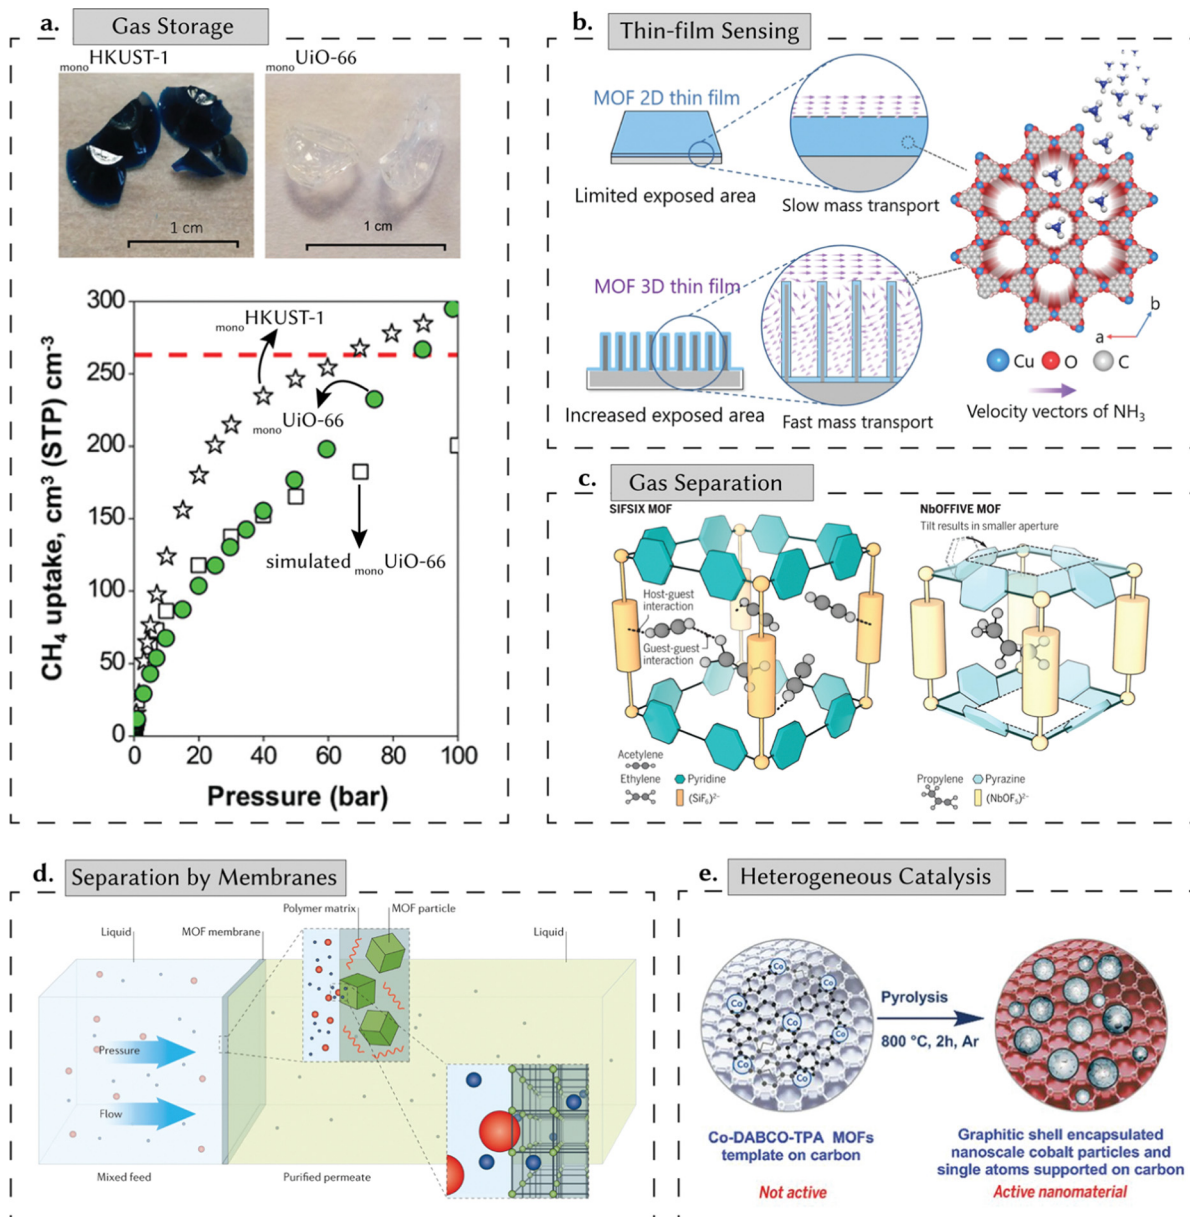 a.
Gas Storage
monoHKUST-1
monoUiO-66
1 cm
1 cm
300
250
200
150
100
50
0
CH4 uptake, cm³ (STP) cm-3
monoHKUST-1
monoUiO-66
simulated monoUiO-66
0
20
40
60
80
100
Pressure (bar)
b.
Thin-film Sensing
MOF 2D thin film
Limited exposed area
Slow mass transport
MOF 3D thin film
Increased exposed area
Fast mass transport
b
a
Cu
O
C
Velocity vectors of NH3
c.
Gas Separation
SIFSIX MOF
Host-guest
interaction
Guest-guest
interaction
Acetylene
Ethylene
Pyridine
(SiF6)2-
NbOFFIVE MOF
Tilt results in smaller aperture
Propylene
Pyrazine
(NbOF5)2-
d.
Separation by Membranes
Polymer matrix
MOF particle
Liquid
MOF membrane
Liquid
Pressure
Flow
Mixed feed
Purified permeate
e.
Heterogeneous Catalysis
Co
Co
Co
Co
Co
Co
Co
Pyrolysis
800 °C, 2h, Ar
Co-DABCO-TPA MOFs
template on carbon
Not active
Graphitic shell encapsulated
nanoscale cobalt particles and
single atoms supported on carbon
Active nanomaterial